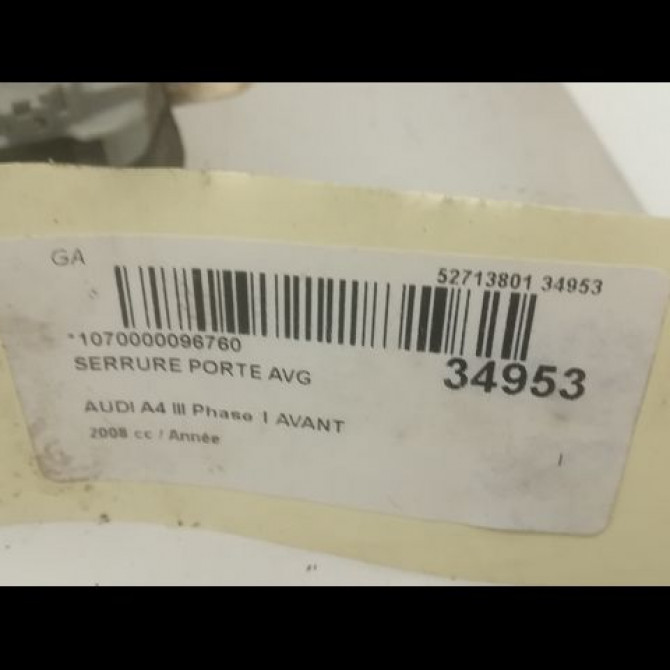 GA
52713801 34953
*1070000096760
SERRURE PORTE AVG
34953
AUDI A4 III Phase 1 AVANT
2008 cc / Année